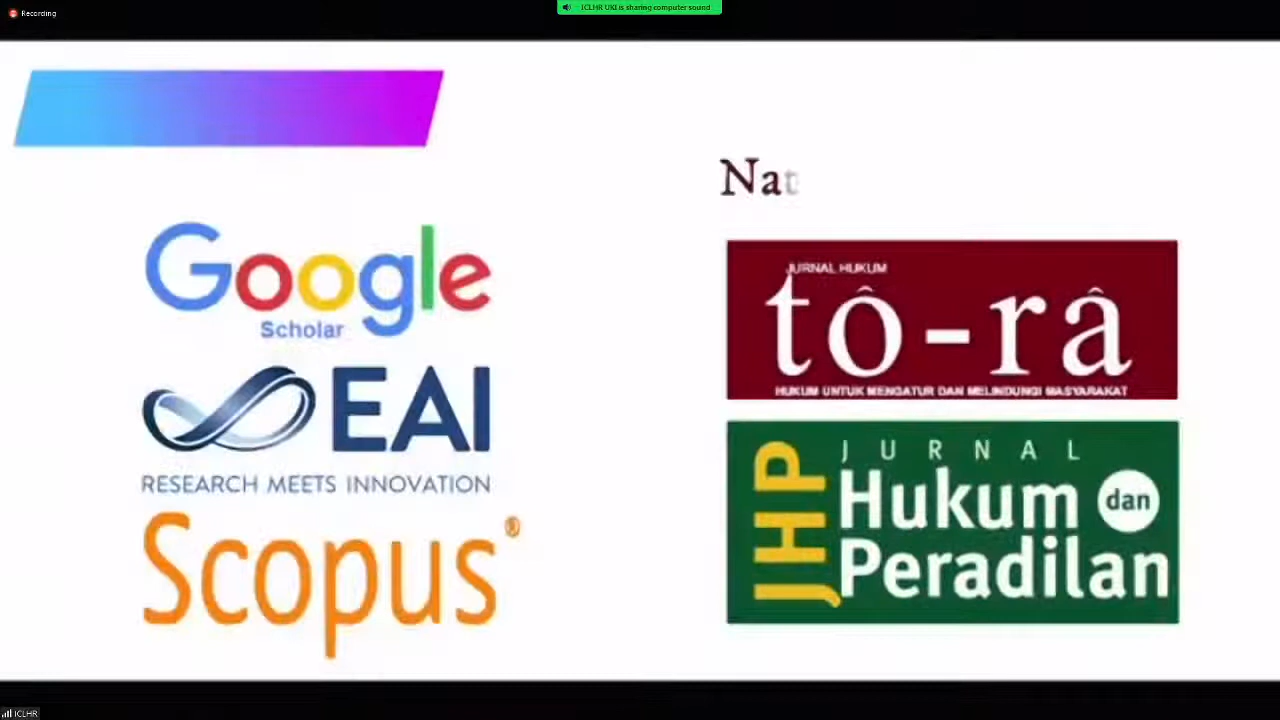 Recording
ICLHR UKI is sharing computer sound
Google
Scholar
EAI
RESEARCH MEETS INNOVATION
Scopus®
Nat
JURNAL HUKUM
tô-râ
HUKUM UNTUK MENGATUR DAN MELINDUNGI MASYARAKAT
JHP
JURNAL
Hukum dan
Peradilan
ICLHR